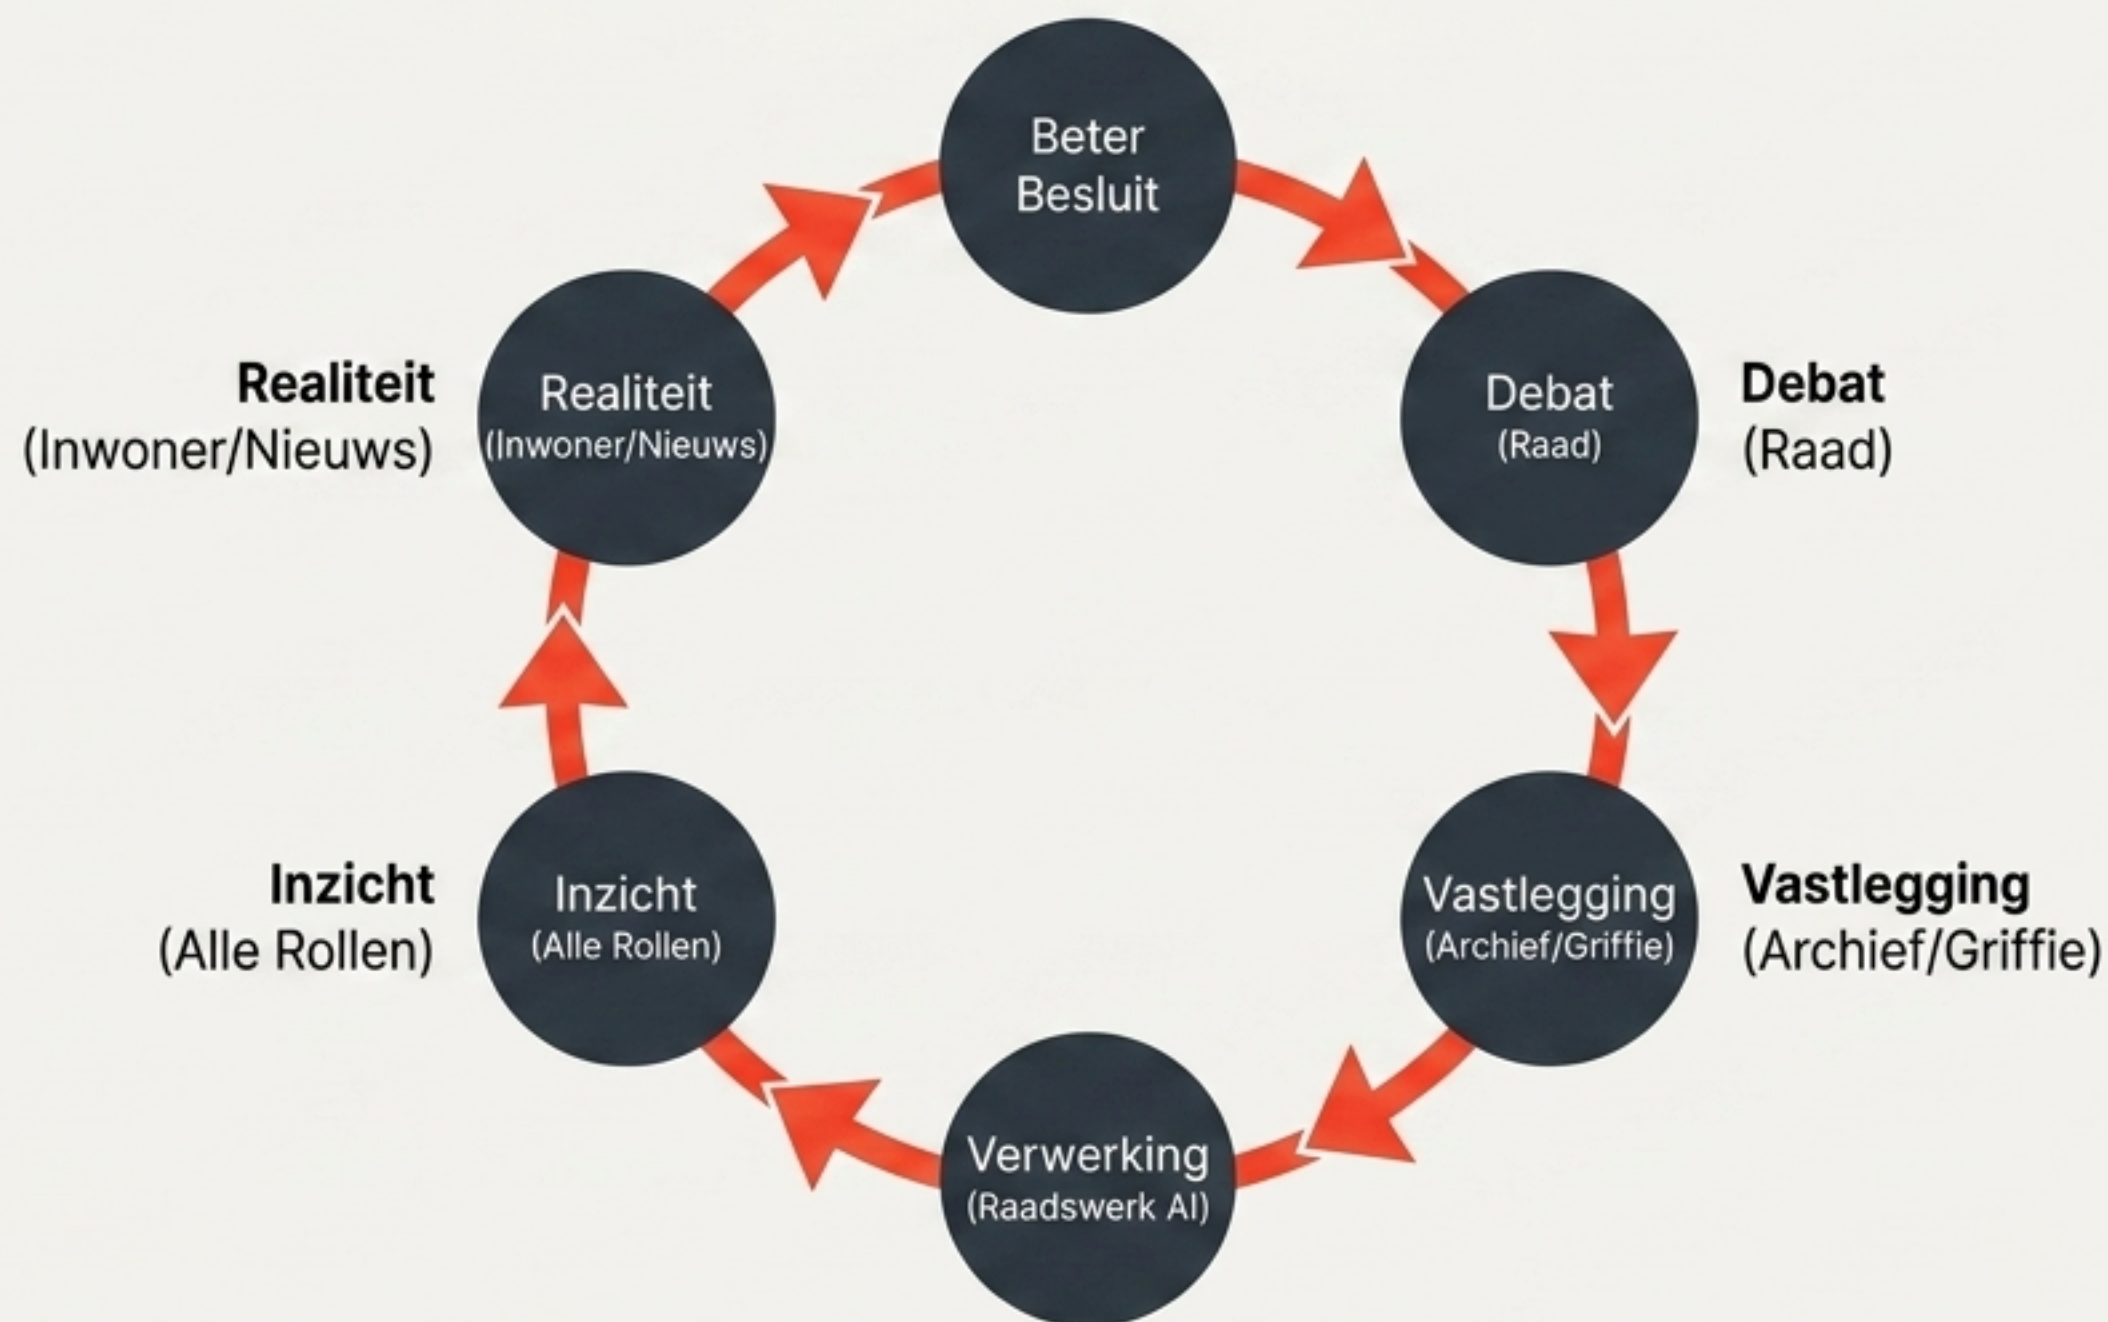 Beter
Besluit
Realiteit
(Inwoner/Nieuws)
Realiteit
(Inwoner/Nieuws)
Debat
(Raad)
Debat
(Raad)
Inzicht
(Alle Rollen)
Inzicht
(Alle Rollen)
Vastlegging
(Archief/Griffie)
Vastlegging
(Archief/Griffie)
Verwerking
(Raadswerk AI)